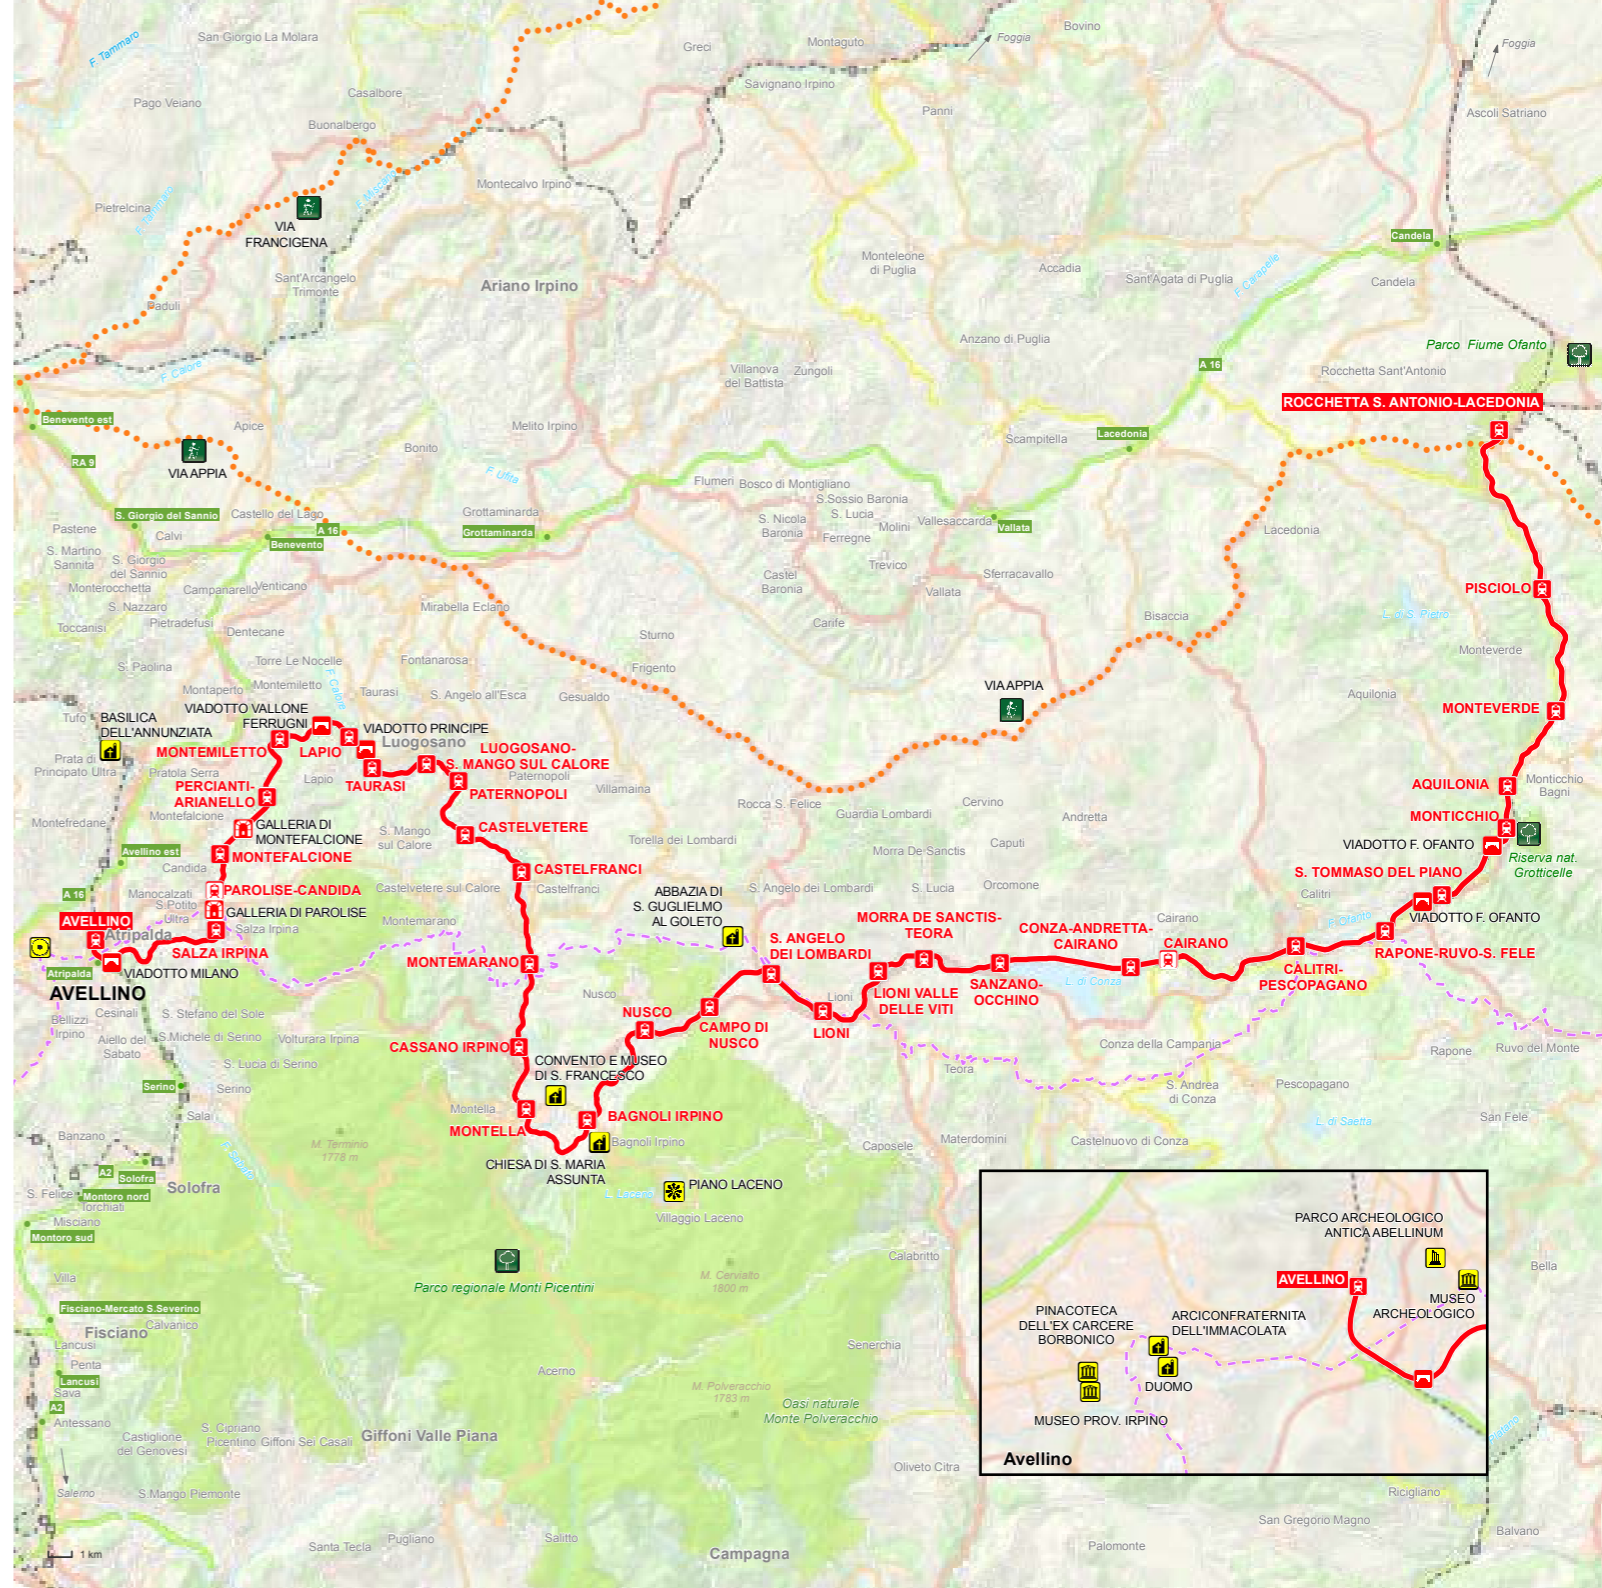 San Giorgio La Molara
F. Tammaro
Greci
Montaguto
Foggia
Bovino
Foggia
Savignano Irpino
Pago Veiano
Casalbore
Panni
Ascoli Satriano
Buonalbergo
F. Miscano
Montecalvo Irpino
Pietrelcina
F. Tammaro
VIA
FRANCIGENA
Candela
Monteleone
di Puglia
Accadia
Sant'Agata di Puglia
F. Carapelle
Candela
Sant'Arcangelo
Trimonte
Ariano Irpino
Paduli
Anzano di Puglia
Parco Fiume Ofanto
F. Calore
Villanova
del Battista
Zungoli
A 16
Rocchetta Sant'Antonio
ROCCHETTA S. ANTONIO-LACEDONIA
Benevento est
Apice
Melito Irpino
Bonito
Scampitella
Lacedonia
RA 9
VIA APPIA
F. Ufita
Flumeri
Bosco di Montigliano
S. Sossio Baronia
S. Giorgio del Sannio
Castello del Lago
Grottaminarda
S. Nicola
Baronia
S. Lucia
Molini
Vallesaccarda
Vallata
Lacedonia
Pastene
Calvi
A 16
Benevento
Grottaminarda
Ferregne
S. Martino
Sannita
S. Giorgio
del Sannio
Trevico
Sferracavallo
Castel
Baronia
Monterocchetta
Campanarello
Venticano
Vallata
PISCIOLO
S. Nazzaro
Pietradefusi
Mirabella Eclano
Carife
Bisaccia
L. di S. Pietro
Toccanisi
Dentecane
Sturno
Monteverde
S. Paolina
Torre Le Nocelle
Fontanarosa
Frigento
Montaperto
Montemiletto
F. Calore
Taurasi
S. Angelo all'Esca
Gesualdo
VIA APPIA
Aquilonia
Tufo
BASILICA
DELL'ANNUNZIATA
VIADOTTO VALLONE
FERRUGNI
VIADOTTO PRINCIPE
Luogosano
MONTEVERDE
MONTEMILETTO
LAPIO
LUOGOSANO-
S. MANGO SUL CALORE
Prata di
Principato Ultra
Pratola Serra
Lapio
TAURASI
Paternopoli
Villamaina
PATERNOPOLI
Monticchio
Bagni
AQUILONIA
PERCIANTI-
ARIANELLO
Montefalcione
Rocca S. Felice
Cervino
Guardia Lombardi
Andretta
MONTICCHIO
Montefredane
GALLERIA DI
MONTEFALCIONE
S. Mango
sul Calore
CASTELVETERE
Torella dei Lombardi
Caputi
VIADOTTO F. OFANTO
Avellino est
MONTEFALCIONE
Morra De Sanctis
Riserva nat.
Grotticelle
Candida
CASTELFRANCI
S. TOMMASO DEL PIANO
A 16
Manocalzati
PAROLISE-CANDIDA
Castelvetere sul Calore
Castelfranci
ABBAZIA DI
S. GUGLIELMO
AL GOLETO
S. Angelo dei Lombardi
S. Lucia
Orcomone
Calitri
S. Potito
Ultra
GALLERIA DI PAROLISE
Montemarano
MORRA DE SANCTIS-
TEORA
Cairano
F. Ofanto
VIADOTTO F. OFANTO
AVELLINO
Atripalda
Salza Irpina
CONZA-ANDRETTA-
CAIRANO
CAIRANO
SALZA IRPINA
S. ANGELO
DEI LOMBARDI
RAPONE-RUVO-S. FELE
MONTEMARANO
CALITRI-
PESCOPAGANO
Atripalda
VIADOTTO MILANO
L. di Conza
SANZANO-
OCCHINO
LIONI VALLE
DELLE VITI
AVELLINO
Nusco
Lioni
Cesinali
S. Stefano del Sole
NUSCO
CAMPO DI
NUSCO
LIONI
Bellizzi
Irpino
S. Michele di Serino
Volturara Irpina
CASSANO IRPINO
Conza della Campania
Rapone
Ruvo del Monte
Aiello del
Sabato
S. Lucia di Serino
CONVENTO E MUSEO
DI S. FRANCESCO
Teora
Serino
Serino
S. Andrea
di Conza
Pescopagano
Montella
Sala
MONTELLA
BAGNOLI IRPINO
L. di Saetta
San Fele
Banzano
F. Sabato
M. Terminio
1778 m
Bagnoli Irpino
Caposele
Materdomini
Castelnuovo di Conza
CHIESA DI S. MARIA
ASSUNTA
A2
Solofra
Solofra
PIANO LACENO
L. Laceno
S. Felice
Montoro nord
Torchiati
Misciano
Villaggio Laceno
Montoro sud
Calabritto
Parco regionale Monti Picentini
M. Cervialto
1800 m
Villa
PARCO ARCHEOLOGICO
ANTICA ABELLINUM
Bella
AVELLINO
MUSEO
ARCHEOLOGICO
Fisciano-Mercato S.Severino
Calvanico
Fisciano
PINACOTECA
DELL'EX CARCERE
BORBONICO
ARCICONFRATERNITA
DELL'IMMACOLATA
Lancusi
Penta
Acerno
Senerchia
Lancusi
Sava
DUOMO
M. Polveracchio
1783 m
Oasi naturale
Monte Polveracchio
MUSEO PROV. IRPINO
A2
Antessano
S. Cipriano
Picentino
Giffoni Sei Casali
Giffoni Valle Piana
Castiglione
del Genovesi
Avellino
Platano
Oliveto Citra
Salerno
S. Mango Piemonte
Ricigliano
San Gregorio Magno
Balvano
1 km
Santa Tecla
Pugliano
Salitto
Campagna
Palomonte